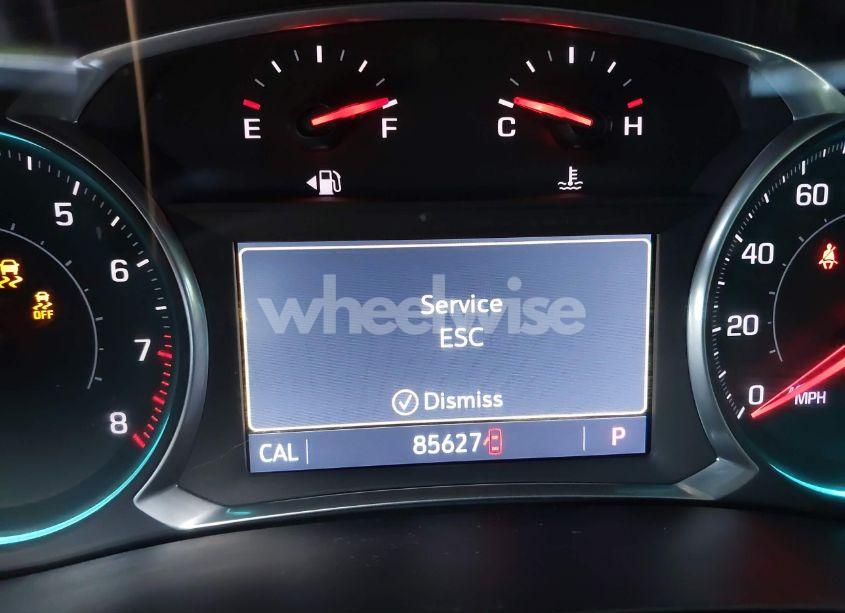 E F
C H
5
6
7
8
OFF
wheelwise
Service
ESC
Dismiss
CAL
85627
P
60
40
20
0
MPH